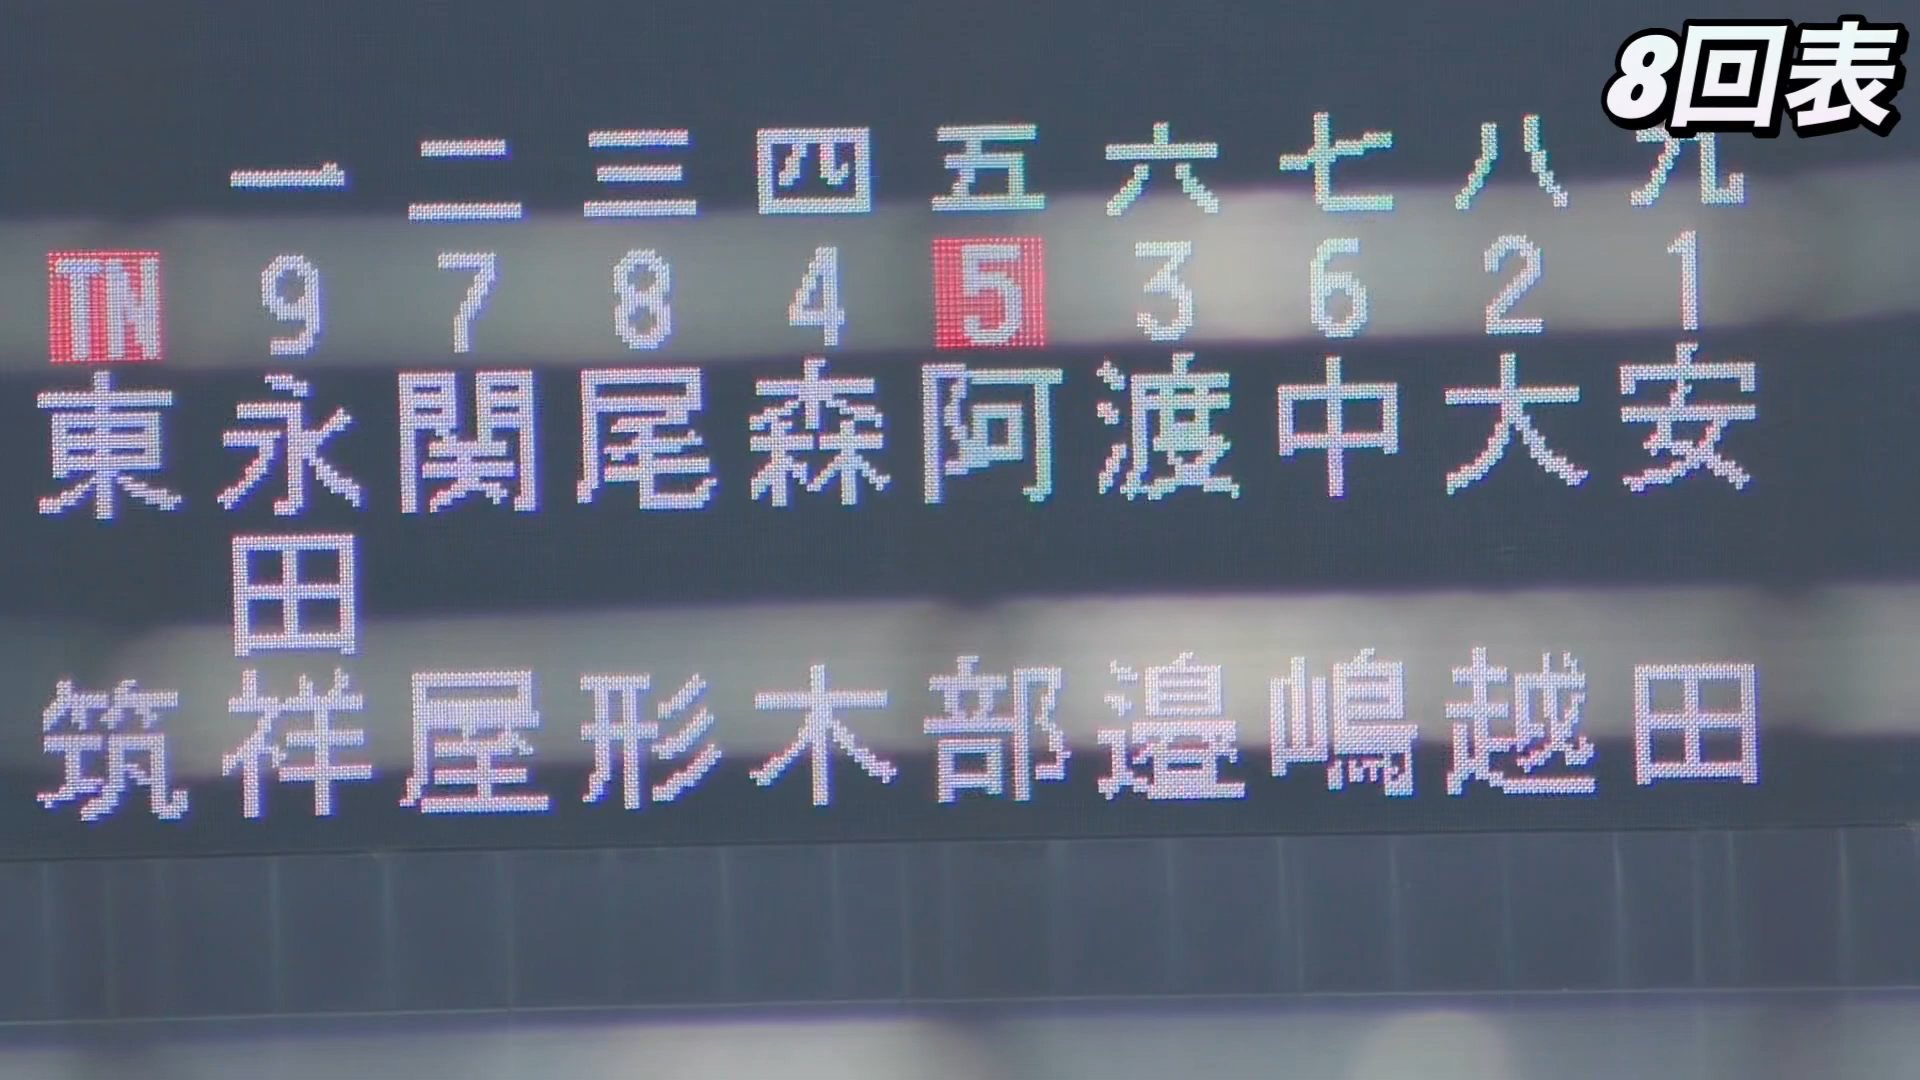 8回表
一 二 三 四 五 六 七 八 九
TN 9 7 8 4 5 3 6 2 1
東筑
永田祥
関屋
尾形
森木
阿部
渡邉
中嶋
大越
安田